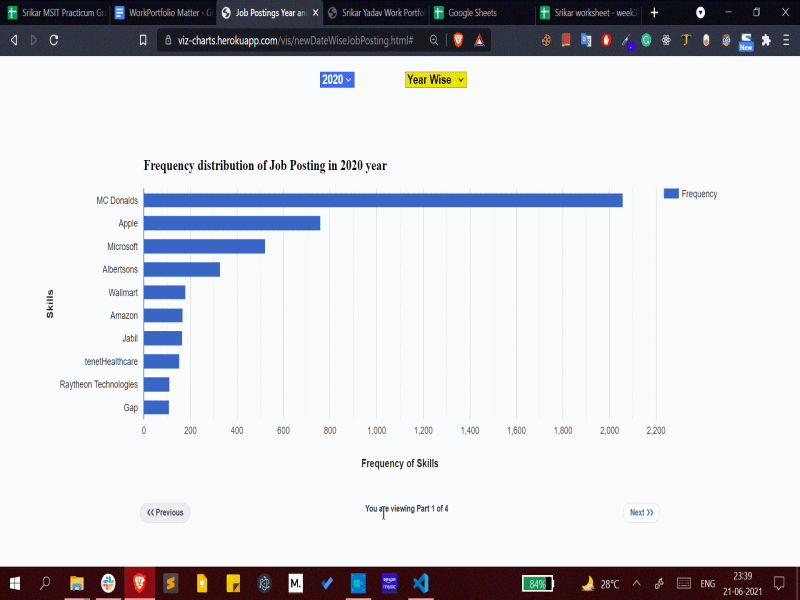 Srikar MSIT Practicum Gr
WorkPortfolio Matter - G
Job Postings Year an
Srikar Yadav Work Portfo
Google Sheets
Srikar worksheet - week
viz-charts.herokuapp.com/vis/newDateWiseJobPosting.html#
New
2020
Year Wise
Frequency distribution of Job Posting in 2020 year
MC Donalds
Frequency
Apple
Microsoft
Albertsons
Wallmart
Skills
Amazon
Jabil
tenetHealthcare
Raytheon Technologies
Gap
0 200 400 600 800 1,000 1,200 1,400 1,600 1,800 2,000 2,200
Frequency of Skills
You are viewing Part 1 of 4
<< Previous
Next >>
M.
amazon music
84%
28°C
ENG
23:39
21-06-2021